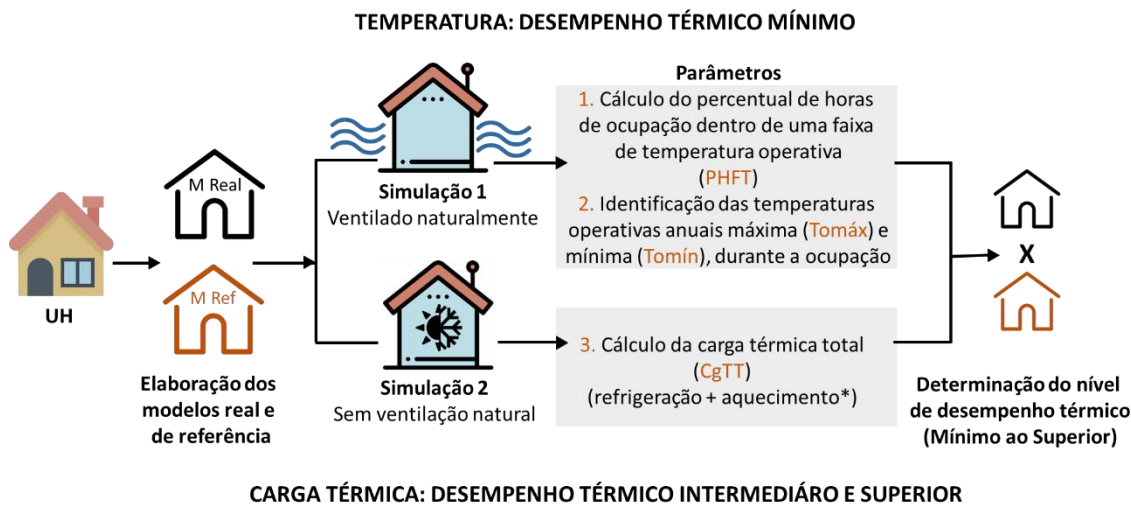 TEMPERATURA: DESEMPENHO TÉRMICO MÍNIMO
UH
M Real
M Ref
Elaboração dos
modelos real e
de referência
Simulação 1
Ventilado naturalmente
Simulação 2
Sem ventilação natural
Parâmetros
1. Cálculo do percentual de horas
de ocupação dentro de uma faixa
de temperatura operativa
(PHFT)
2. Identificação das temperaturas
operativas anuais máxima (Tomáx) e
mínima (Tomín), durante a ocupação
3. Cálculo da carga térmica total
(CgTT)
(refrigeração + aquecimento*)
X
Determinação do nível
de desempenho térmico
(Mínimo ao Superior)
CARGA TÉRMICA: DESEMPENHO TÉRMICO INTERMEDIÁRO E SUPERIOR